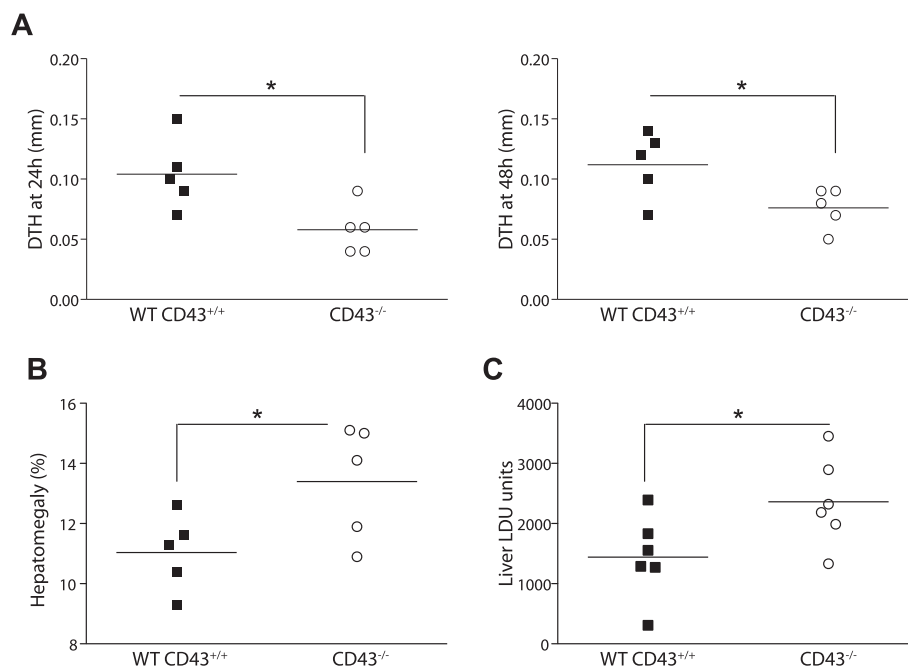 A
0.20
0.15
0.10
0.05
0.00
DTH at 24h (mm)
*
WT CD43+/+
CD43-/-
0.20
0.15
0.10
0.05
0.00
DTH at 48h (mm)
*
WT CD43+/+
CD43-/-
B
16
14
12
10
8
Hepatomegaly (%)
*
WT CD43+/+
CD43-/-
C
4000
3000
2000
1000
0
Liver LDU units
*
WT CD43+/+
CD43-/-